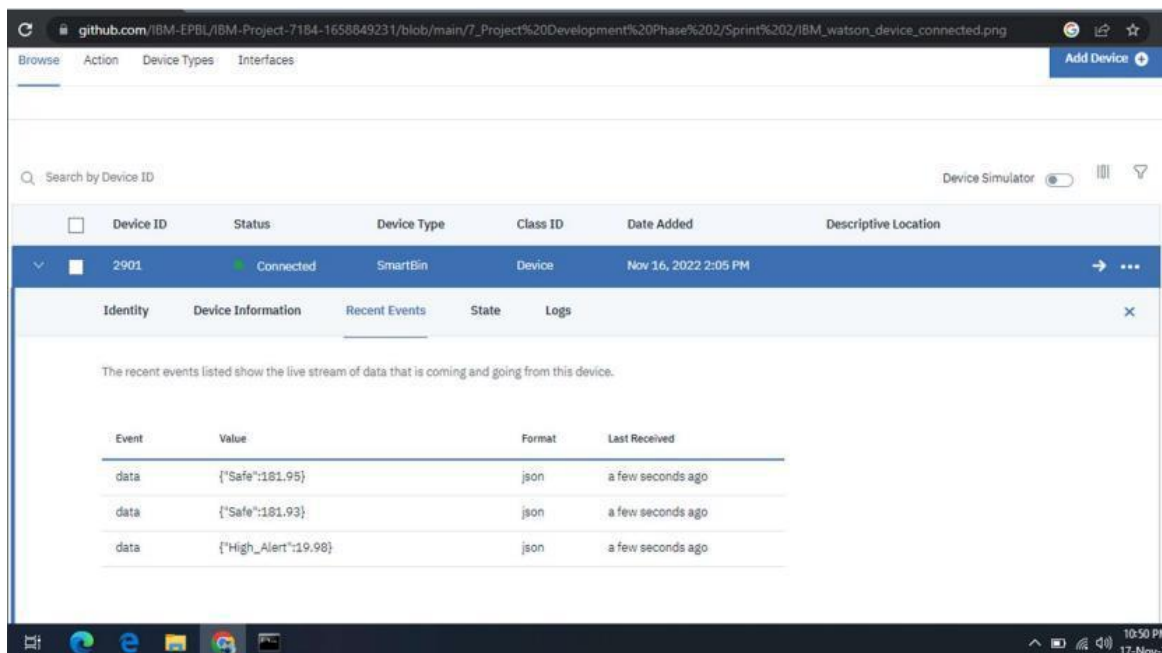 github.com/IBM-EPBL/IBM-Project-7184-1658849231/blob/main/7_Project%20Development%20Phase%202/Sprint%202/IBM_watson_device_connected.png
Browse Action Device Types Interfaces Add Device
Search by Device ID Device Simulator
Device ID Status Device Type Class ID Date Added Descriptive Location
2901 Connected SmartBin Device Nov 16, 2022 2:05 PM
Identity Device Information Recent Events State Logs
The recent events listed show the live stream of data that is coming and going from this device.
Event Value Format Last Received
data {"Safe":181.95} json a few seconds ago
data {"Safe":181.93} json a few seconds ago
data {"High_Alert":19.98} json a few seconds ago
10:50 PM
17-Nov-